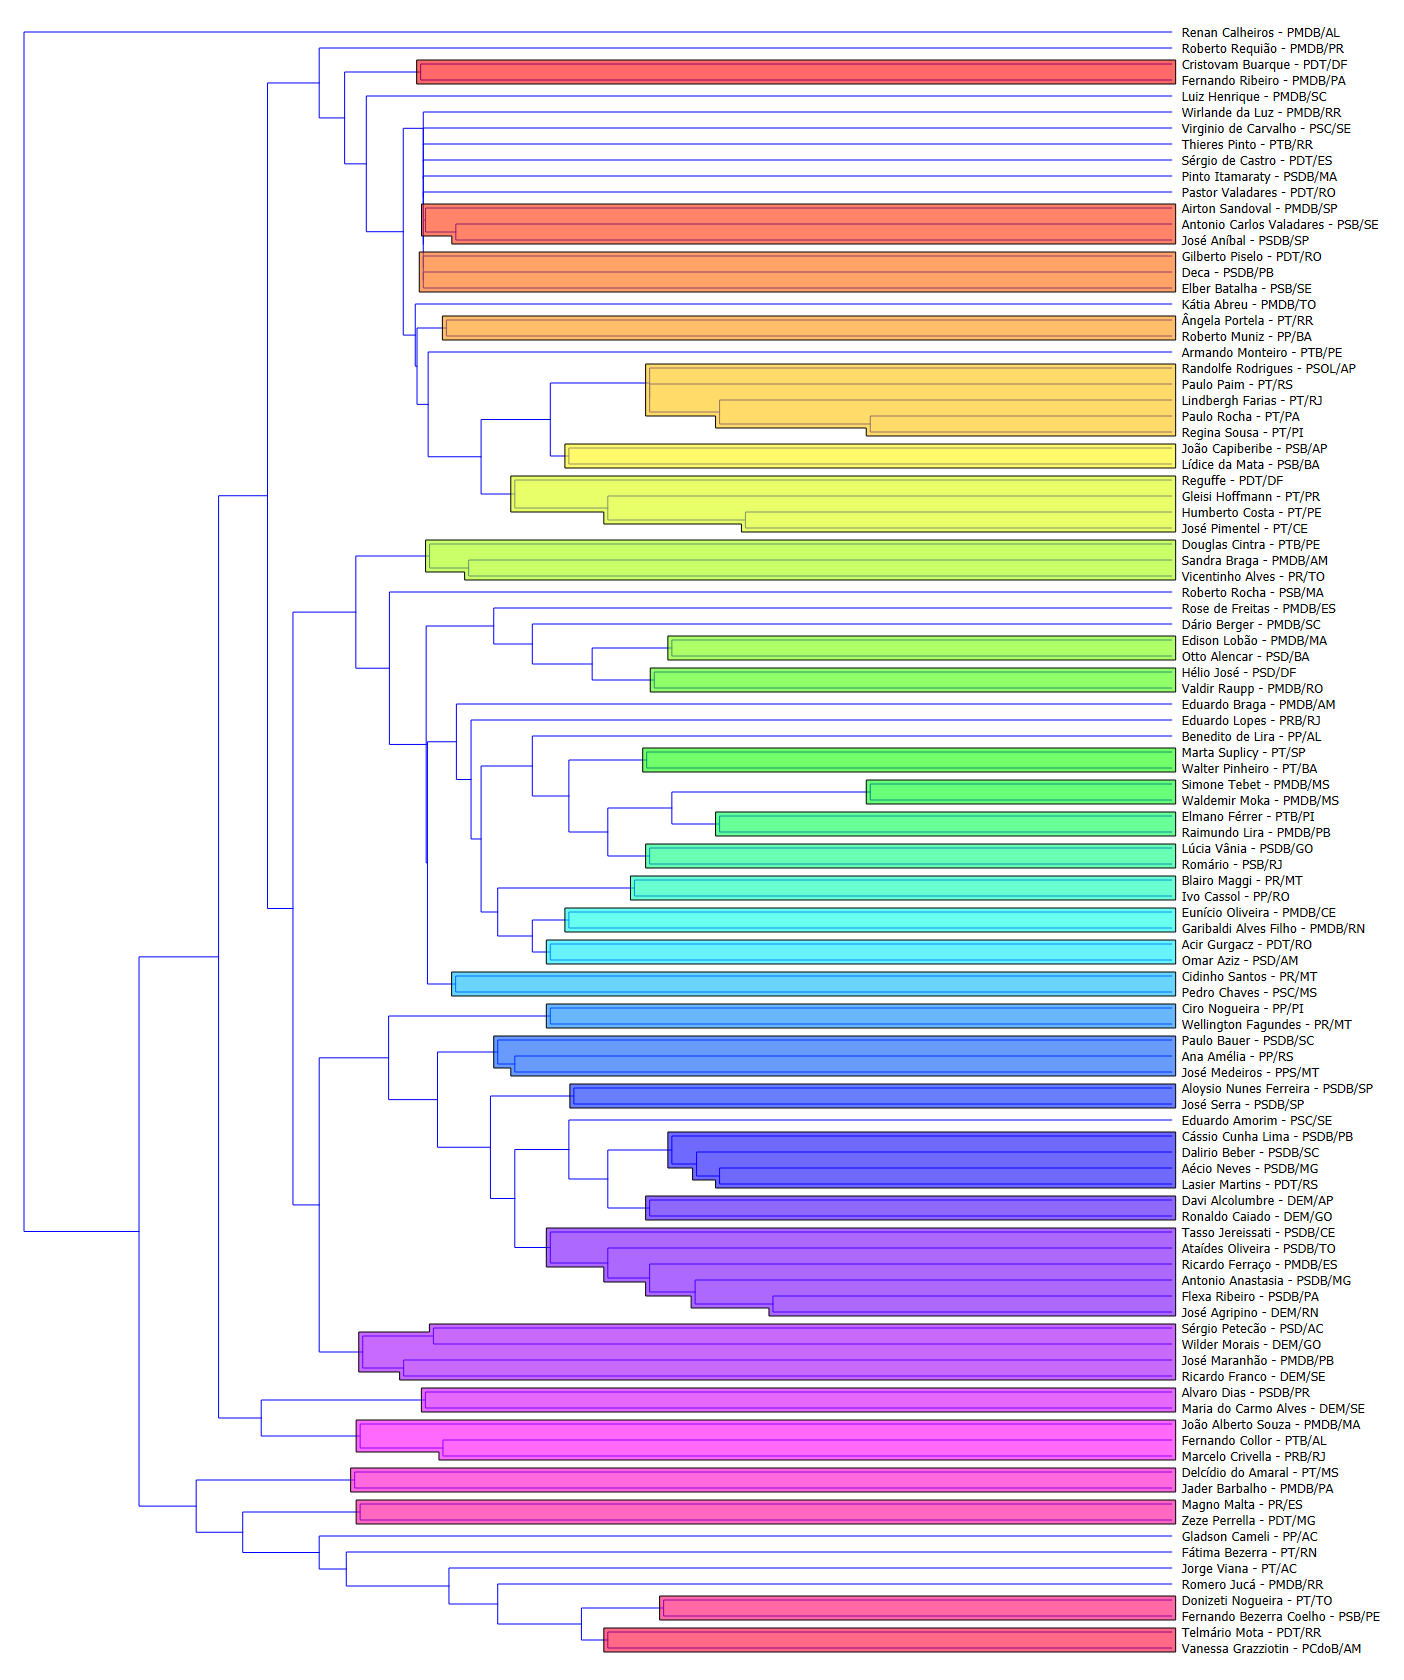 Renan Calheiros - PMDB/AL
Roberto Requião - PMDB/PR
Cristovam Buarque - PDT/DF
Fernando Ribeiro - PMDB/PA
Luiz Henrique - PMDB/SC
Wirlande da Luz - PMDB/RR
Virginio de Carvalho - PSC/SE
Thieres Pinto - PTB/RR
Sérgio de Castro - PDT/ES
Pinto Itamaraty - PSDB/MA
Pastor Valadares - PDT/RO
Airton Sandoval - PMDB/SP
Antonio Carlos Valadares - PSB/SE
José Aníbal - PSDB/SP
Gilberto Piselo - PDT/RO
Deca - PSDB/PB
Elber Batalha - PSB/SE
Kátia Abreu - PMDB/TO
Ângela Portela - PT/RR
Roberto Muniz - PP/BA
Armando Monteiro - PTB/PE
Randolfe Rodrigues - PSOL/AP
Paulo Paim - PT/RS
Lindbergh Farias - PT/RJ
Paulo Rocha - PT/PA
Regina Sousa - PT/PI
João Capiberibe - PSB/AP
Lídice da Mata - PSB/BA
Reguffe - PDT/DF
Gleisi Hoffmann - PT/PR
Humberto Costa - PT/PE
José Pimentel - PT/CE
Douglas Cintra - PTB/PE
Sandra Braga - PMDB/AM
Vicentinho Alves - PR/TO
Roberto Rocha - PSB/MA
Rose de Freitas - PMDB/ES
Dário Berger - PMDB/SC
Edison Lobão - PMDB/MA
Otto Alencar - PSD/BA
Hélio José - PSD/DF
Valdir Raupp - PMDB/RO
Eduardo Braga - PMDB/AM
Eduardo Lopes - PRB/RJ
Benedito de Lira - PP/AL
Marta Suplicy - PT/SP
Walter Pinheiro - PT/BA
Simone Tebet - PMDB/MS
Waldemir Moka - PMDB/MS
Elmano Férrer - PTB/PI
Raimundo Lira - PMDB/PB
Lúcia Vânia - PSDB/GO
Romário - PSB/RJ
Blairo Maggi - PR/MT
Ivo Cassol - PP/RO
Eunício Oliveira - PMDB/CE
Garibaldi Alves Filho - PMDB/RN
Acir Gurgacz - PDT/RO
Omar Aziz - PSD/AM
Cidinho Santos - PR/MT
Pedro Chaves - PSC/MS
Ciro Nogueira - PP/PI
Wellington Fagundes - PR/MT
Paulo Bauer - PSDB/SC
Ana Amélia - PP/RS
José Medeiros - PPS/MT
Aloysio Nunes Ferreira - PSDB/SP
José Serra - PSDB/SP
Eduardo Amorim - PSC/SE
Cássio Cunha Lima - PSDB/PB
Dalirio Beber - PSDB/SC
Aécio Neves - PSDB/MG
Lasier Martins - PDT/RS
Davi Alcolumbre - DEM/AP
Ronaldo Caiado - DEM/GO
Tasso Jereissati - PSDB/CE
Ataídes Oliveira - PSDB/TO
Ricardo Ferraço - PMDB/ES
Antonio Anastasia - PSDB/MG
Flexa Ribeiro - PSDB/PA
José Agripino - DEM/RN
Sérgio Petecão - PSD/AC
Wilder Morais - DEM/GO
José Maranhão - PMDB/PB
Ricardo Franco - DEM/SE
Alvaro Dias - PSDB/PR
Maria do Carmo Alves - DEM/SE
João Alberto Souza - PMDB/MA
Fernando Collor - PTB/AL
Marcelo Crivella - PRB/RJ
Delcídio do Amaral - PT/MS
Jader Barbalho - PMDB/PA
Magno Malta - PR/ES
Zeze Perrella - PDT/MG
Gladson Cameli - PP/AC
Fátima Bezerra - PT/RN
Jorge Viana - PT/AC
Romero Jucá - PMDB/RR
Donizeti Nogueira - PT/TO
Fernando Bezerra Coelho - PSB/PE
Telmário Mota - PDT/RR
Vanessa Grazziotin - PCdoB/AM